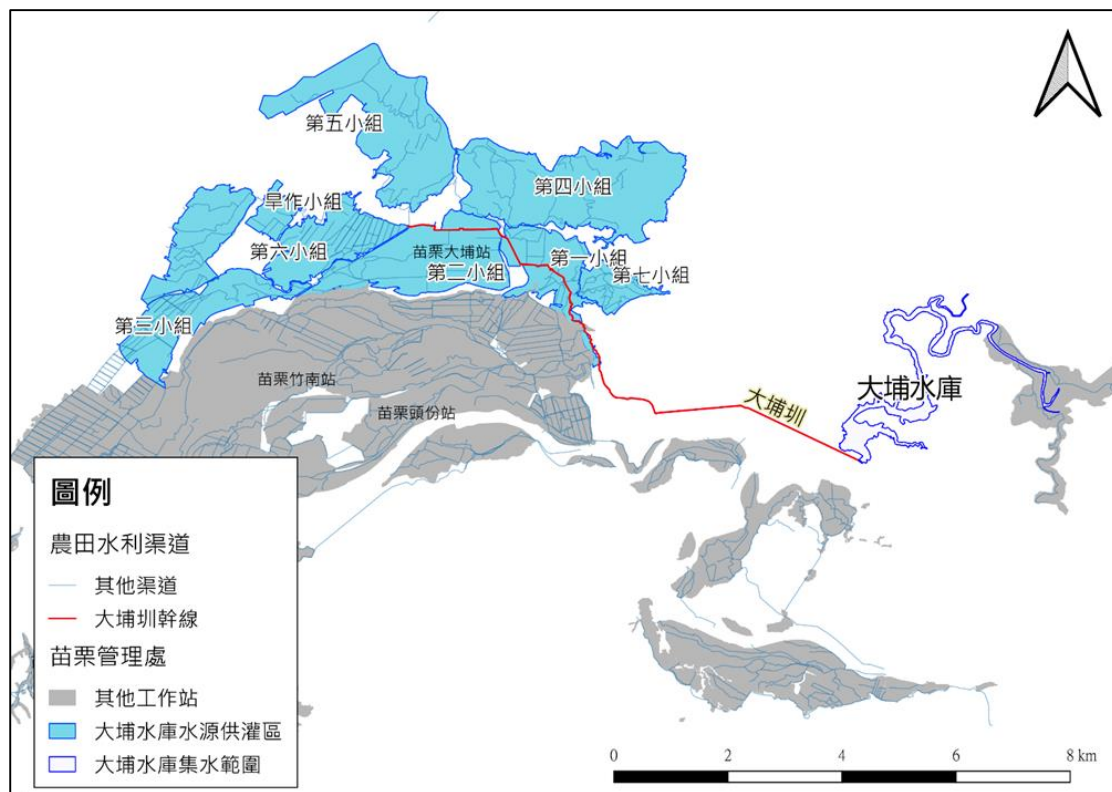 第五小組
第四小組
旱作小組
第六小組
苗栗大埔站
第二小組
第一小組
第七小組
第三小組
大埔水庫
苗栗竹南站
大埔圳
苗栗頭份站
圖例
農田水利渠道
其他渠道
大埔圳幹線
苗栗管理處
其他工作站
大埔水庫水源供灌區
大埔水庫集水範圍
0 2 4 6 8 km